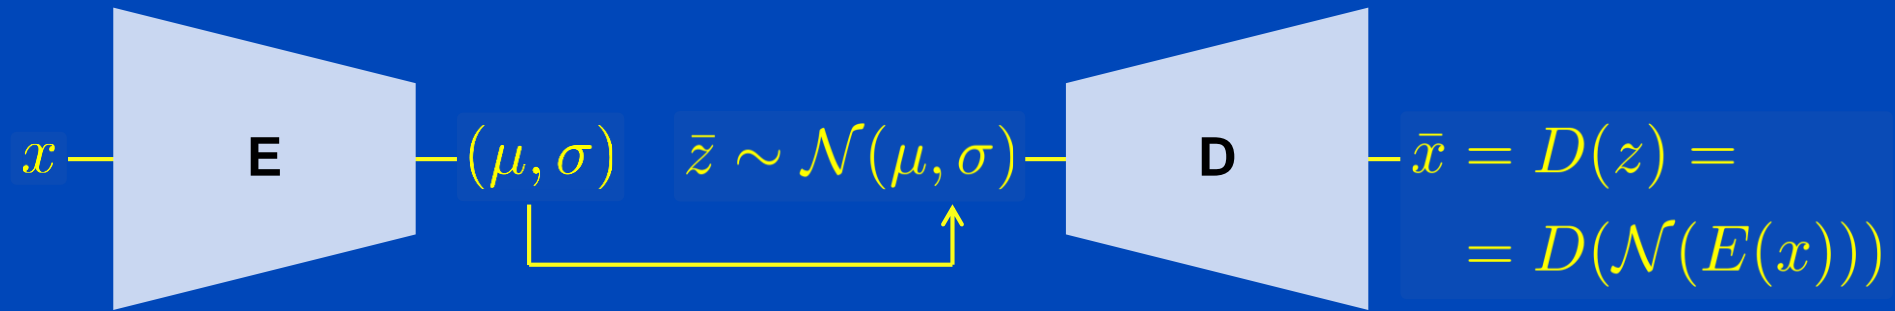 x
E
(μ, σ)
z̄ ∼ 𝒩(μ, σ)
D
x̄ = D(z) =
= D(𝒩(E(x)))